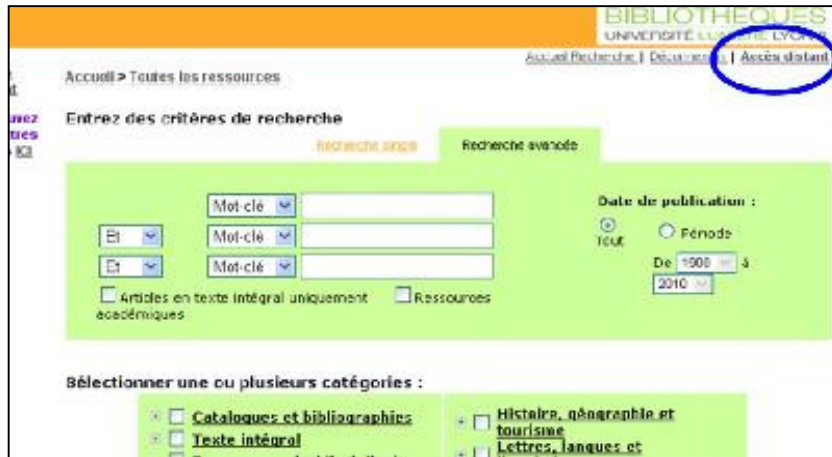 BIBLIOTHEQUES
UNIVERSITÉ LUMIÈRE LYON
Accueil Recherche | Déconnexion | Accès distant
Accueil > Toutes les ressources
Entrez des critères de recherche
Recherche simple Recherche avancée
Mot-clé Date de publication :
Et Mot-clé Tout Période
Et Mot-clé De 1900 à
2010
Articles en texte intégral uniquement Ressources
académiques
Sélectionner une ou plusieurs catégories :
Catalogues et bibliographies Histoire, géographie et
tourisme
Texte intégral Lettres, langues et